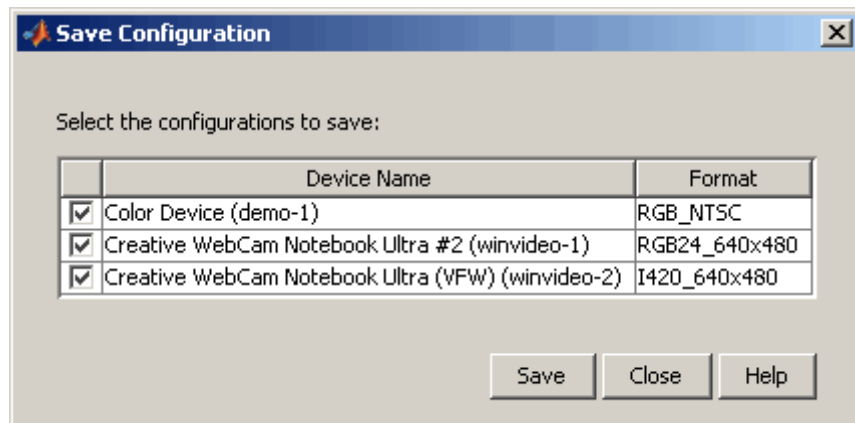 Save Configuration
Select the configurations to save:
Device Name Format
Color Device (demo-1) RGB_NTSC
Creative WebCam Notebook Ultra #2 (winvideo-1) RGB24_640x480
Creative WebCam Notebook Ultra (VFW) (winvideo-2) I420_640x480
Save Close Help